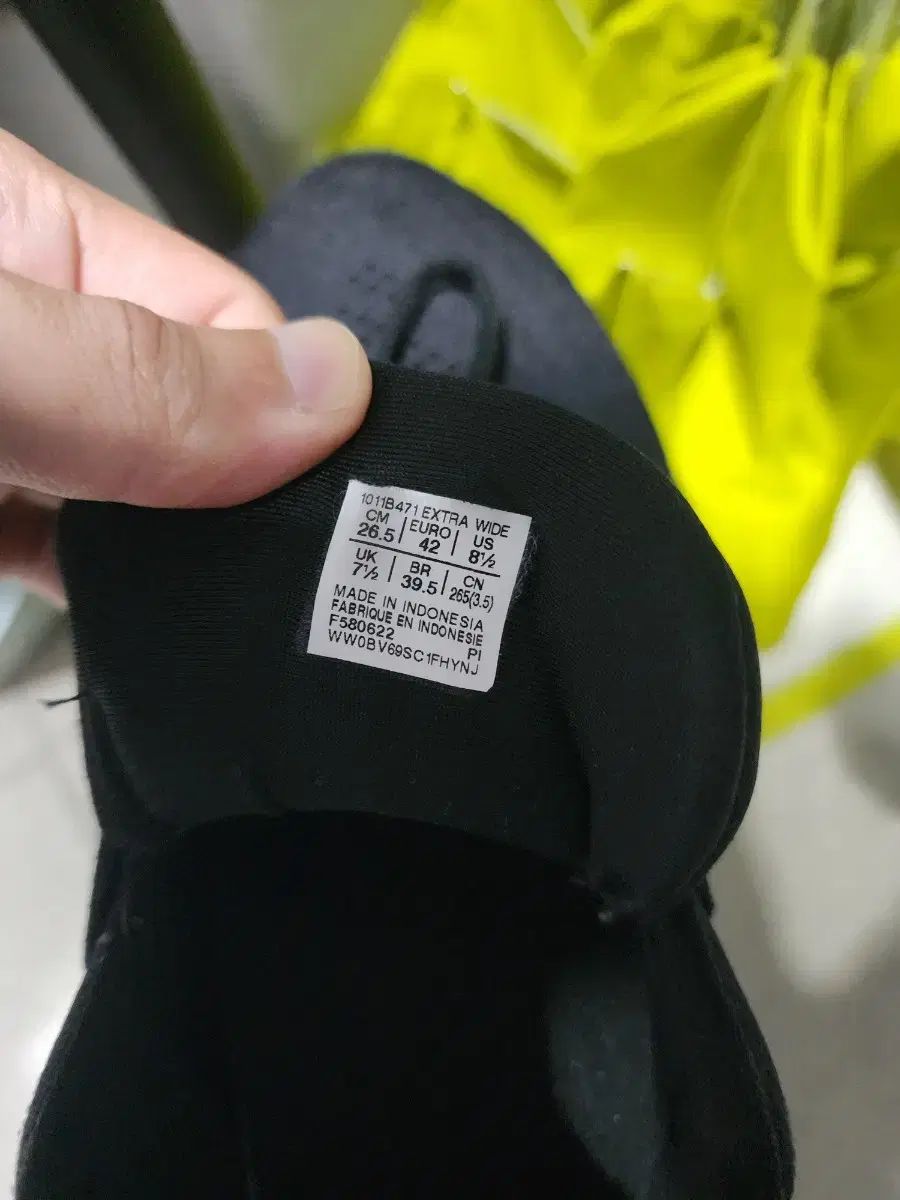 1011B471 EXTRA WIDE
CM EURO US
26.5 42 8½
UK BR CN
7½ 39.5 265(3.5)
MADE IN INDONESIA
FABRIQUE EN INDONESIE
F580622 PI
WW0BV69SC1FHYNJ